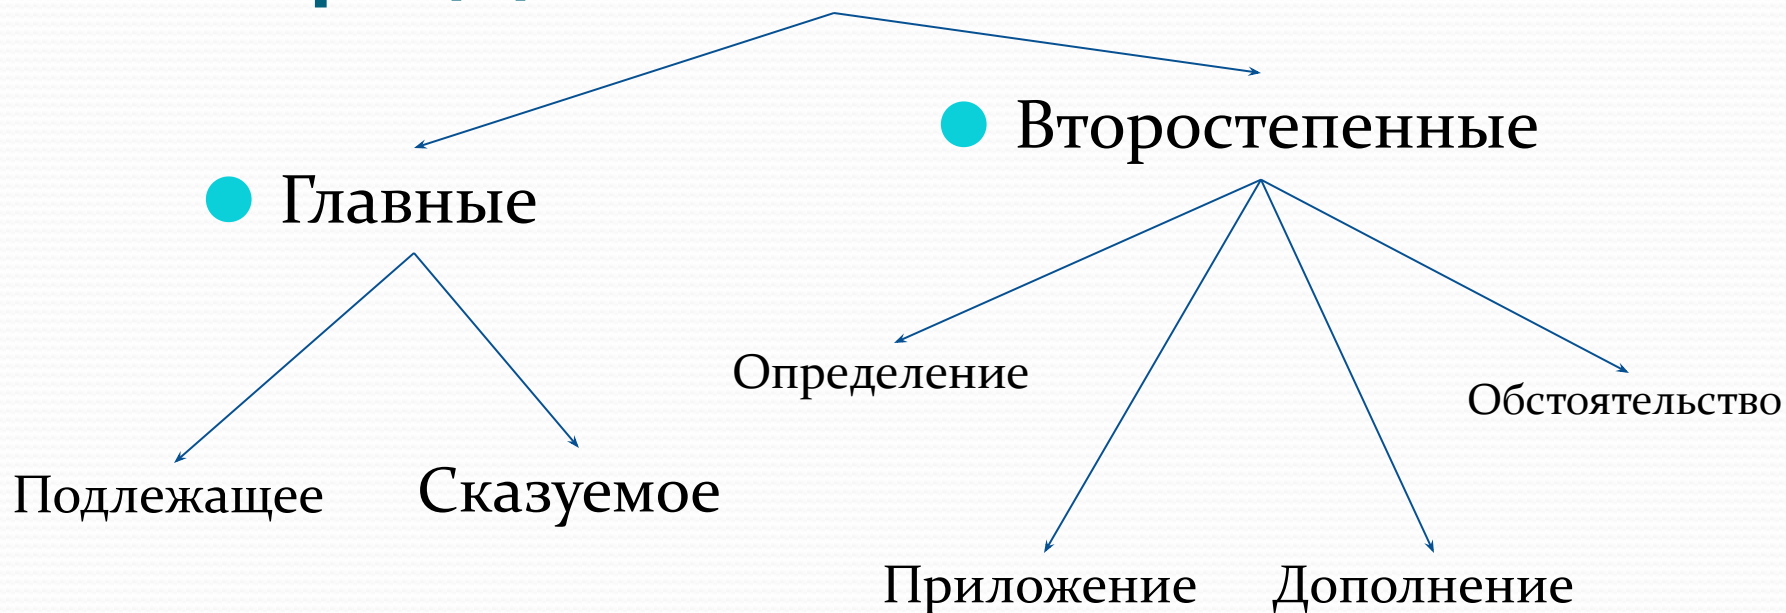 Второстепенные
Главные
Определение
Обстоятельство
Подлежащее
Сказуемое
Приложение
Дополнение